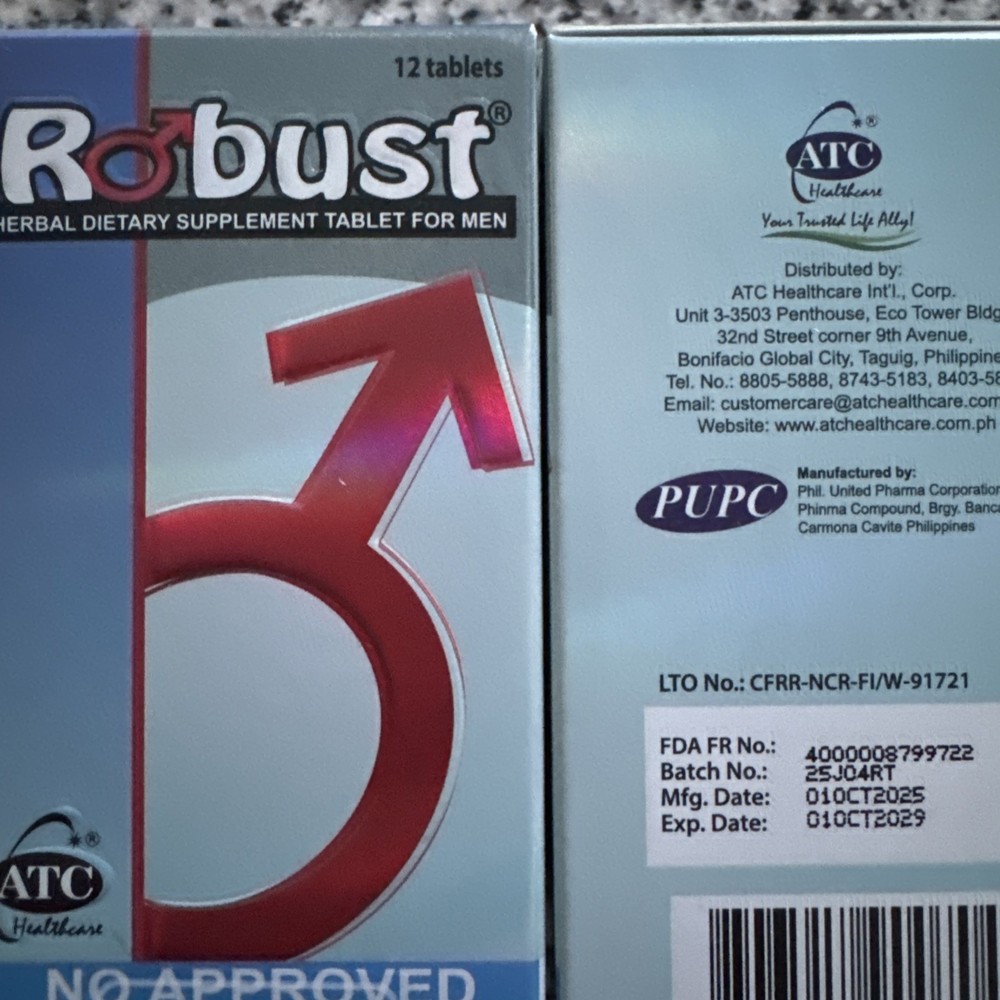 12 tablets
Robust®
HERBAL DIETARY SUPPLEMENT TABLET FOR MEN
ATC®
Healthcare
NO APPROVED
ATC®
Healthcare
Your Trusted Life Ally!
Distributed by:
ATC Healthcare Int'l., Corp.
Unit 3-3503 Penthouse, Eco Tower Bldg
32nd Street corner 9th Avenue,
Bonifacio Global City, Taguig, Philippine
Tel. No.: 8805-5888, 8743-5183, 8403-58
Email: customercare@atchealthcare.com
Website: www.atchealthcare.com.ph
PUPC
Manufactured by:
Phil. United Pharma Corporation
Phinma Compound, Brgy. Banca
Carmona Cavite Philippines
LTO No.: CFRR-NCR-FI/W-91721
FDA FR No.: 4000008799722
Batch No.: 25J04RT
Mfg. Date: 01OCT2025
Exp. Date: 01OCT2029